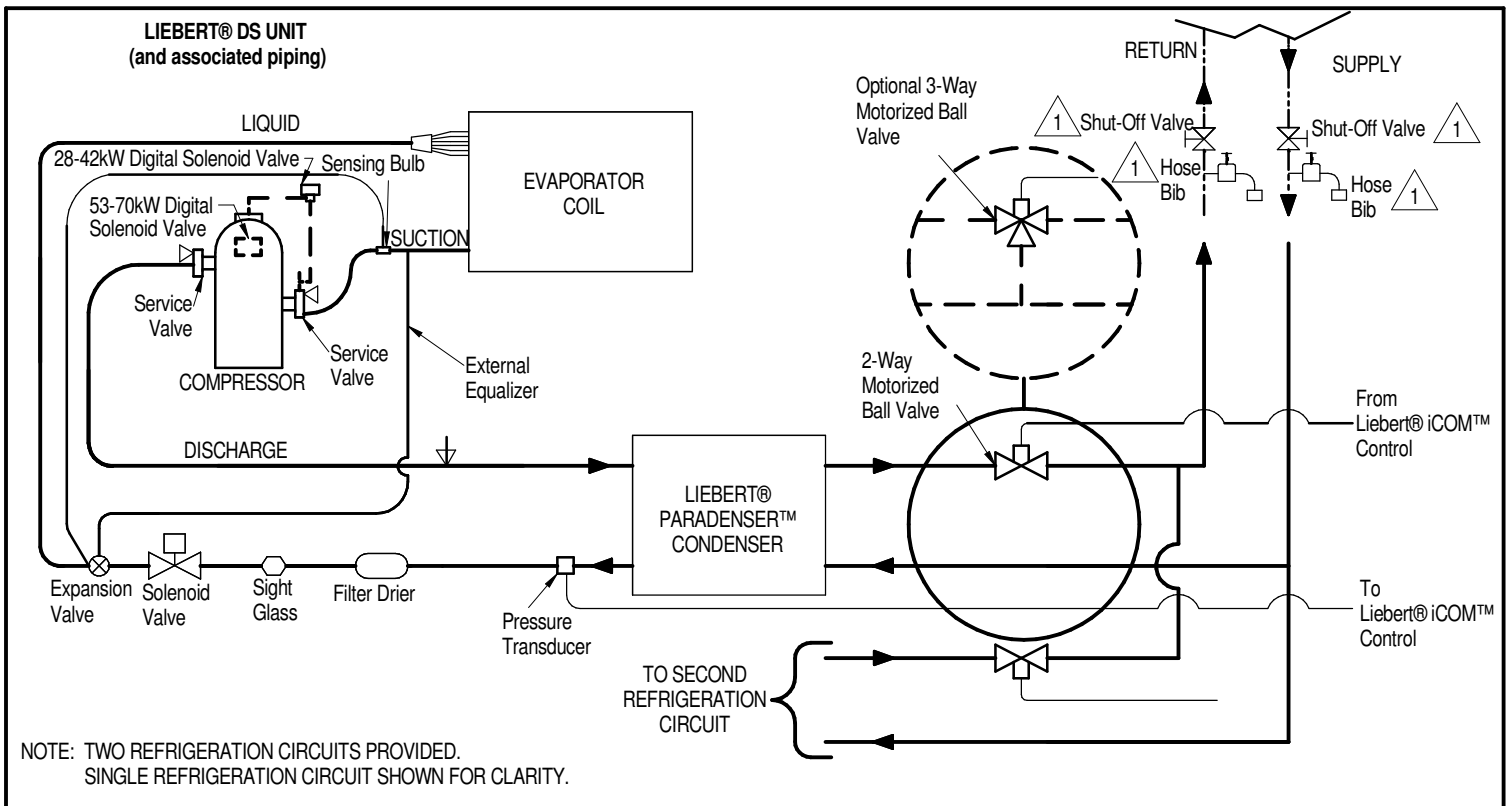 LIEBERT® DS UNIT
(and associated piping)
LIQUID
28-42kW Digital Solenoid Valve
Sensing Bulb
53-70kW Digital
Solenoid Valve
EVAPORATOR
COIL
SUCTION
Service
Valve
Service
Valve
COMPRESSOR
External
Equalizer
DISCHARGE
Expansion
Valve
Solenoid
Valve
Sight
Glass
Filter Drier
Pressure
Transducer
LIEBERT®
PARADENSER™
CONDENSER
Optional 3-Way
Motorized Ball
Valve
2-Way
Motorized
Ball Valve
RETURN
SUPPLY
1
Shut-Off Valve
Shut-Off Valve
1
1
Hose
Bib
Hose
Bib
1
From
Liebert® iCOM™
Control
To
Liebert® iCOM™
Control
TO SECOND
REFRIGERATION
CIRCUIT
NOTE: TWO REFRIGERATION CIRCUITS PROVIDED.
SINGLE REFRIGERATION CIRCUIT SHOWN FOR CLARITY.